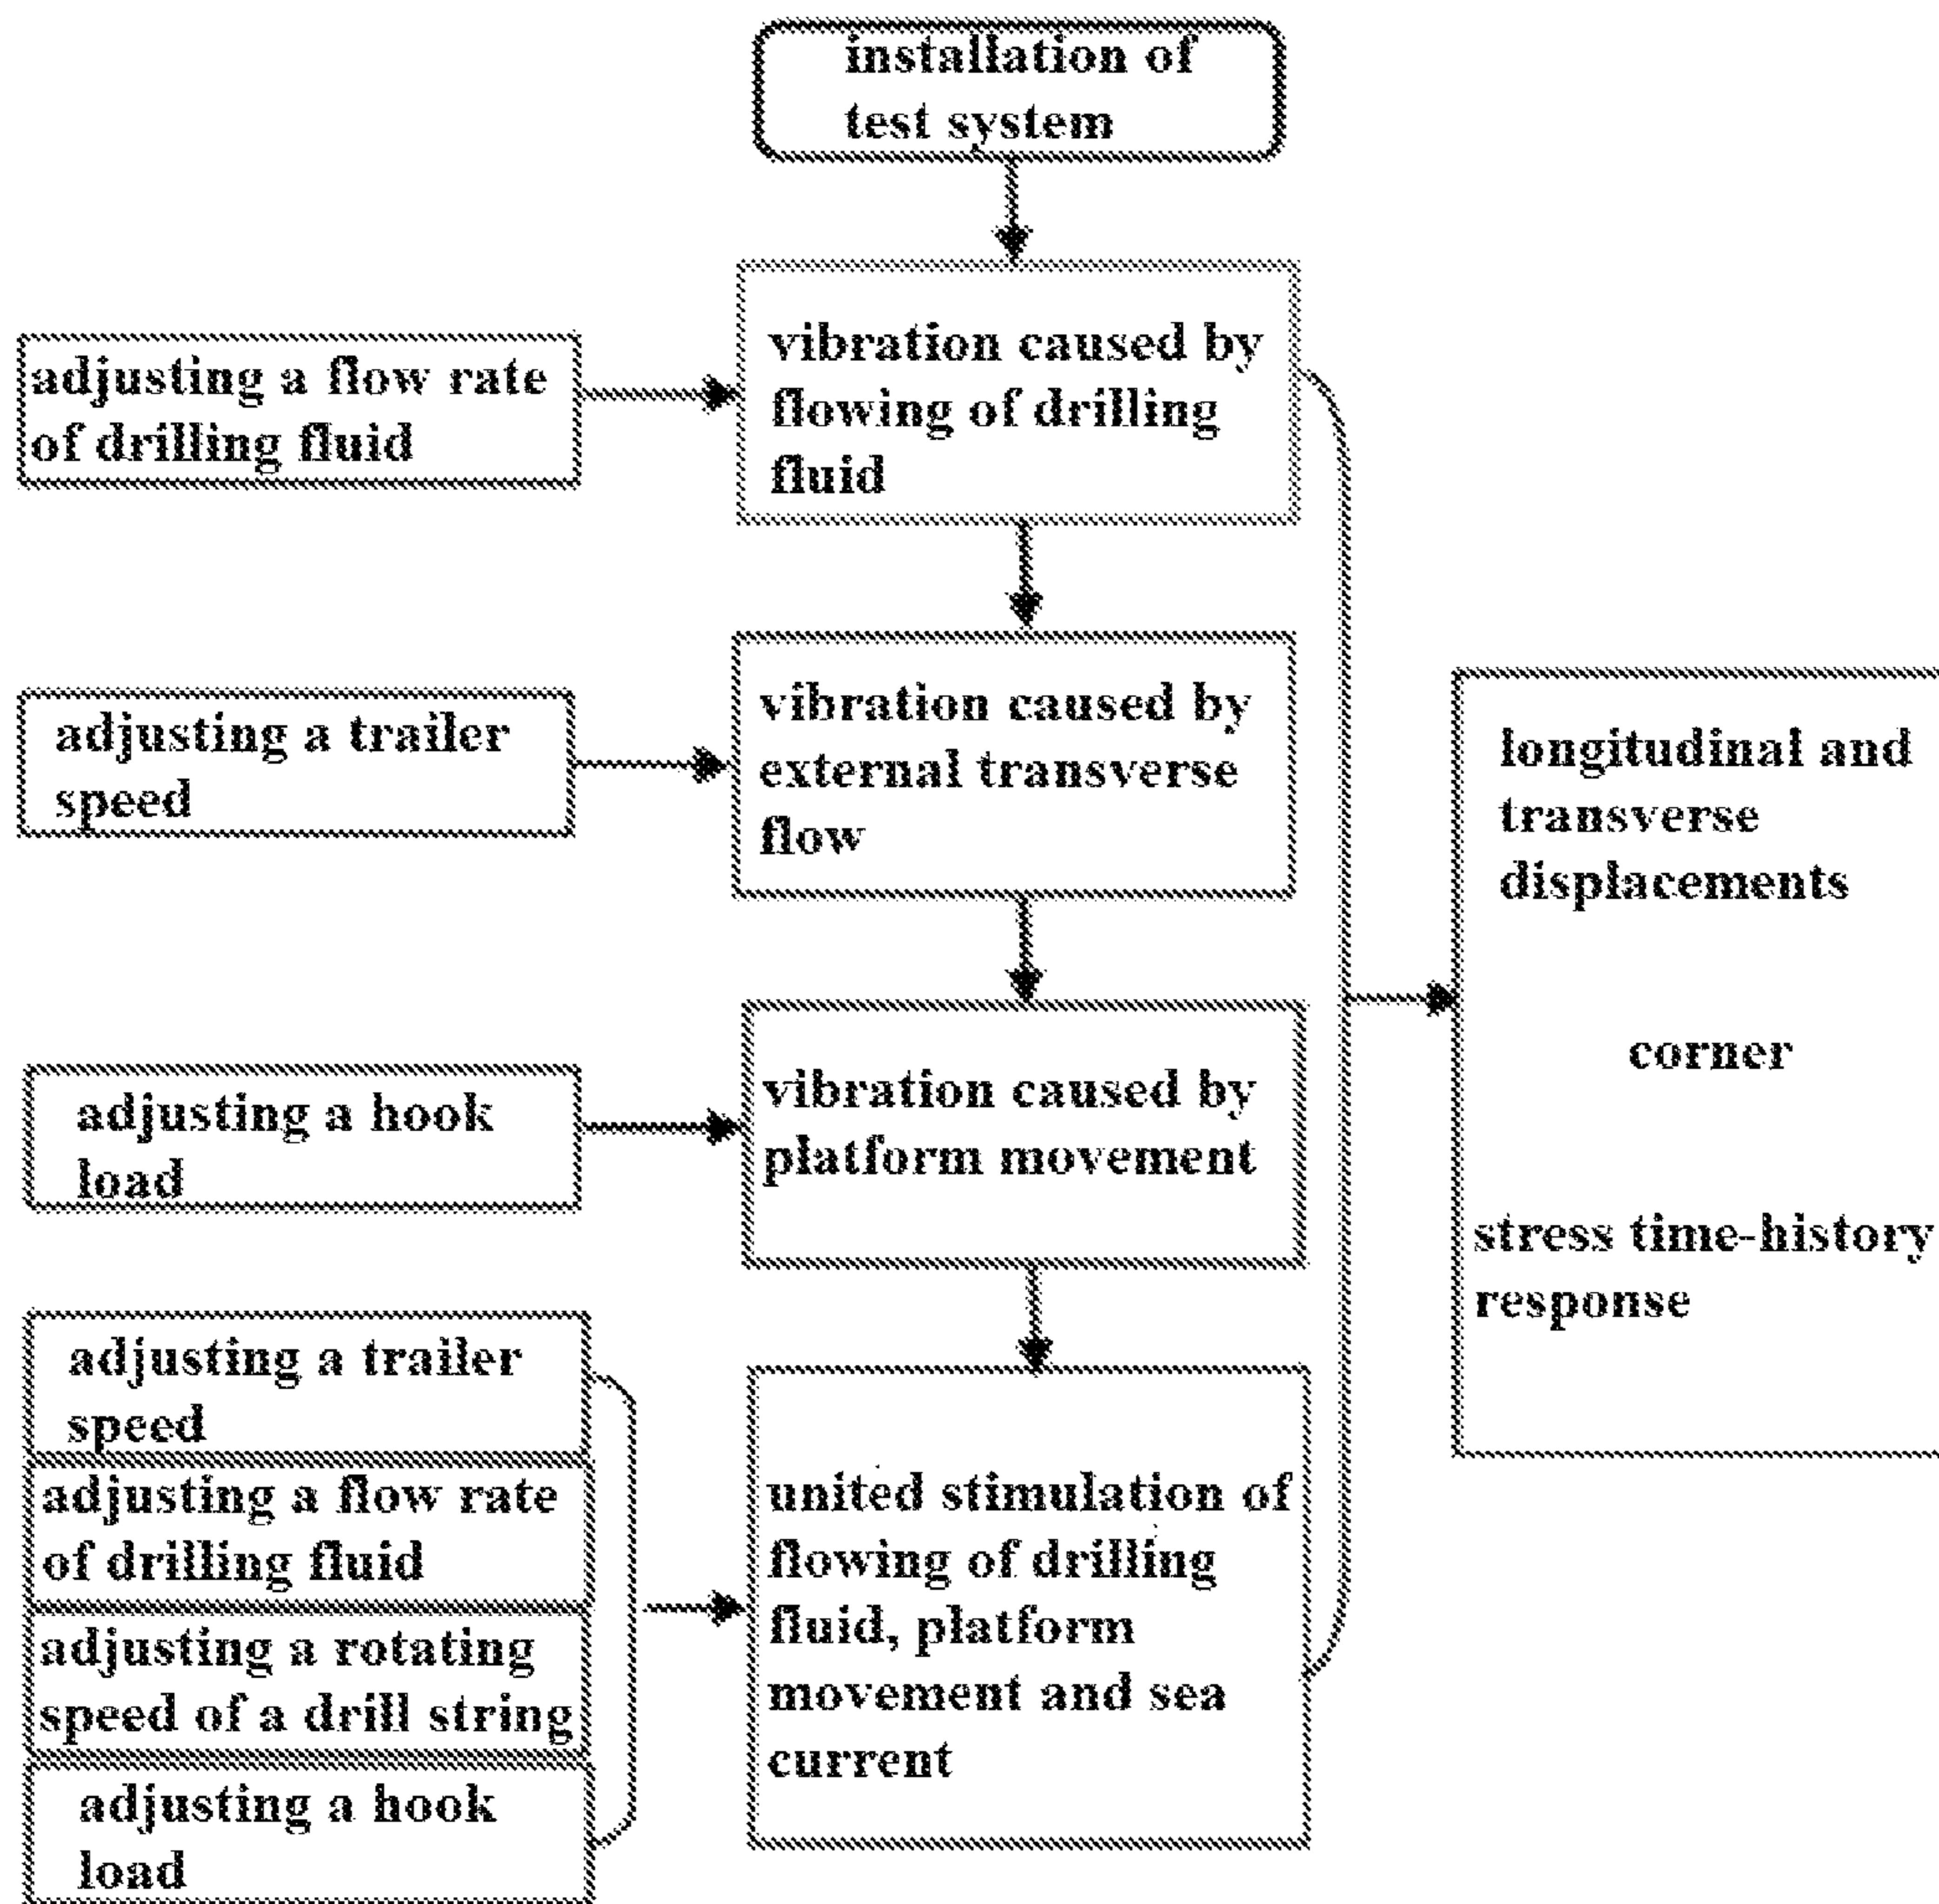 installation of
test system
adjusting a flow rate
of drilling fluid
vibration caused by
flowing of drilling
fluid
adjusting a trailer
speed
vibration caused by
external transverse
flow
adjusting a hook
load
vibration caused by
platform movement
adjusting a trailer
speed
adjusting a flow rate
of drilling fluid
adjusting a rotating
speed of a drill string
adjusting a hook
load
united stimulation of
flowing of drilling
fluid, platform
movement and sea
current
longitudinal and
transverse
displacements
corner
stress time-history
response